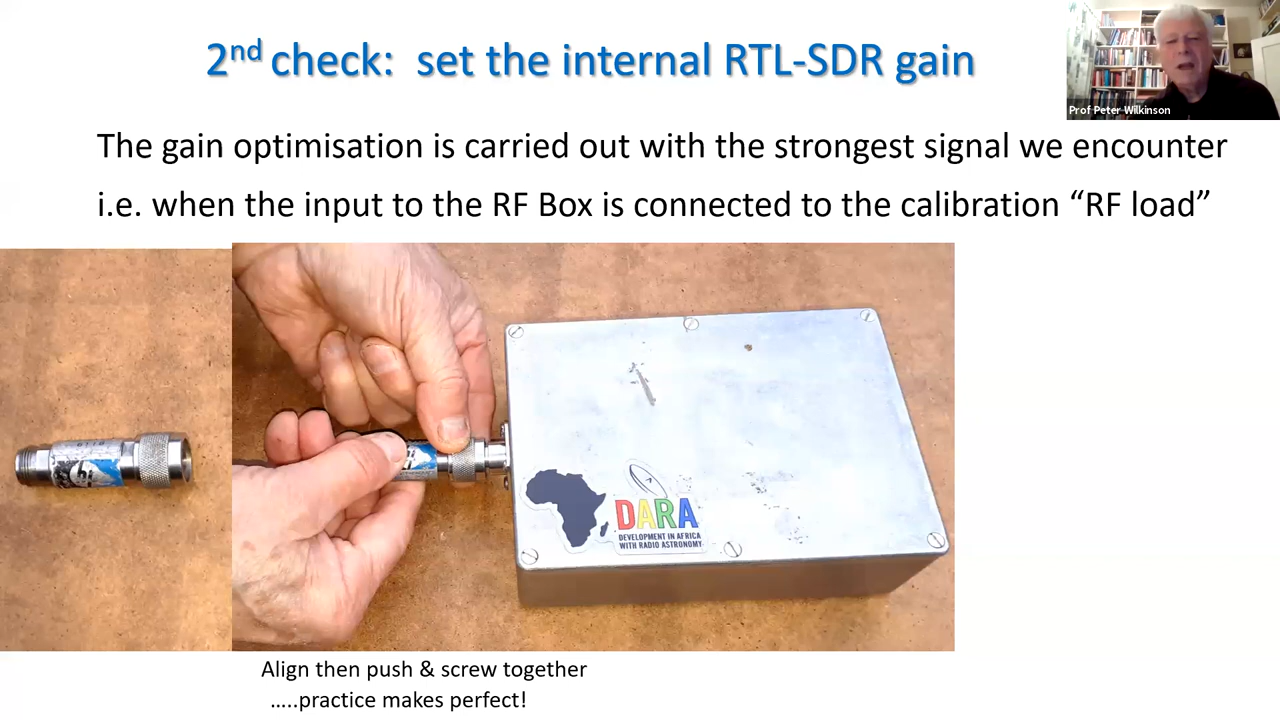 2nd check: set the internal RTL-SDR gain
Prof Peter Wilkinson
The gain optimisation is carried out with the strongest signal we encounter
i.e. when the input to the RF Box is connected to the calibration “RF load”
DARA
DEVELOPMENT IN AFRICA
WITH RADIO ASTRONOMY
Align then push & screw together
.....practice makes perfect!